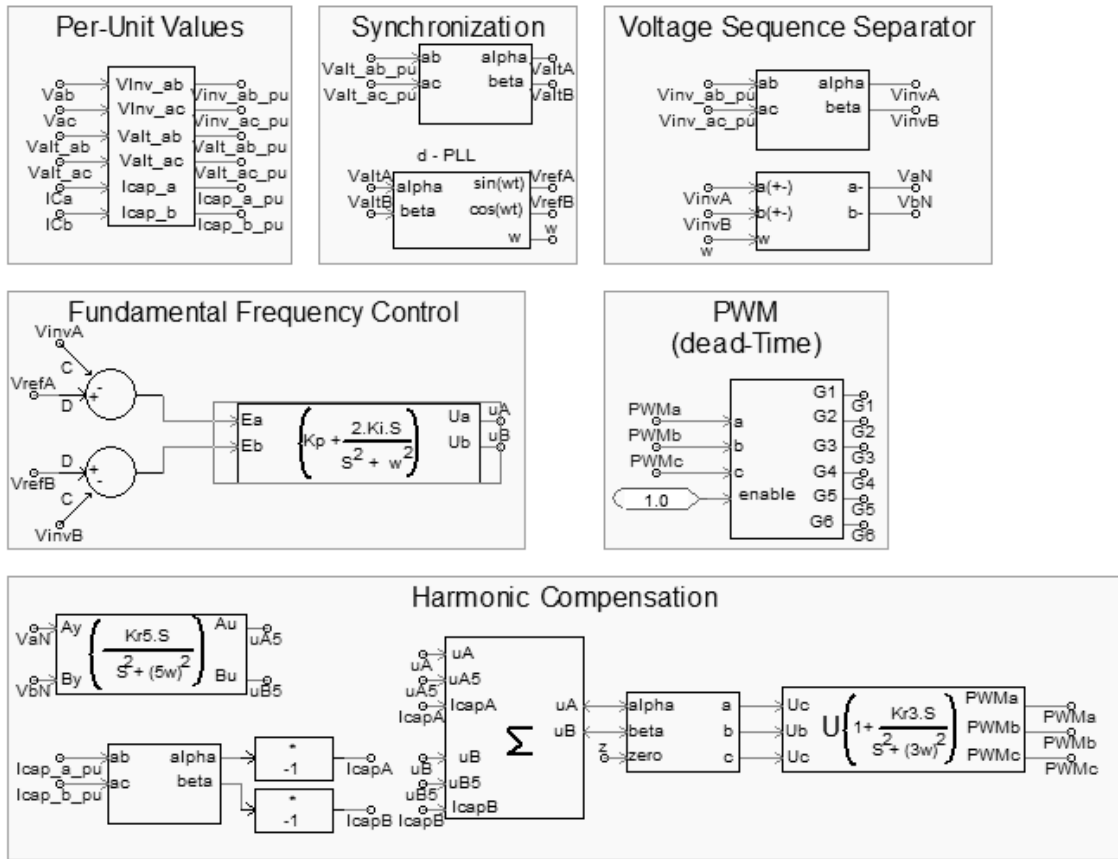 Per-Unit Values
Vab
Vac
Valt_ab
Valt_ac
ICa
ICb
VInv_ab
VInv_ac
Valt_ab
Valt_ac
Icap_a
Icap_b
Vinv_ab_pu
Vinv_ac_pu
Valt_ab_pu
Valt_ac_pu
Icap_a_pu
Icap_b_pu
Synchronization
Valt_ab_pu
Valt_ac_pu
ab alpha
ac beta
ValtA
ValtB
d - PLL
ValtA
ValtB
alpha sin(wt)
beta cos(wt)
w
VrefA
VrefB
w
Voltage Sequence Separator
Vinv_ab_pu
Vinv_ac_pu
ab alpha
ac beta
VinvA
VinvB
VinvA
VinvB
w
a(+-) a-
b(+-) b-
w
VaN
VbN
Fundamental Frequency Control
VinvA
C
-
VrefA
+
D
D
+
VrefB
-
C
VinvB
Ea Ua
Eb Ub
Kp + 2.Ki.S
S^2 + w^2
uA
uB
PWM
(dead-Time)
PWMa
PWMb
PWMc
1.0
a
b
c
enable
G1
G2
G3
G4
G5
G6
G1
G2
G3
G4
G5
G6
Harmonic Compensation
VaN
VbN
Ay Au
By Bu
Kr5.S
S^2 + (5w)^2
uA5
uB5
Icap_a_pu
Icap_b_pu
ab alpha
ac beta
*
-1
*
-1
IcapA
IcapB
uA
uA5
IcapA
uB
uB5
IcapB
uA
uA5
IcapA
uB
uB5
IcapB
Σ
uA
uB
z
alpha a
beta b
zero c
Uc
Ub
Uc
U 1+ Kr3.S
S^2 + (3w)^2
PWMa
PWMb
PWMc
PWMa
PWMb
PWMc